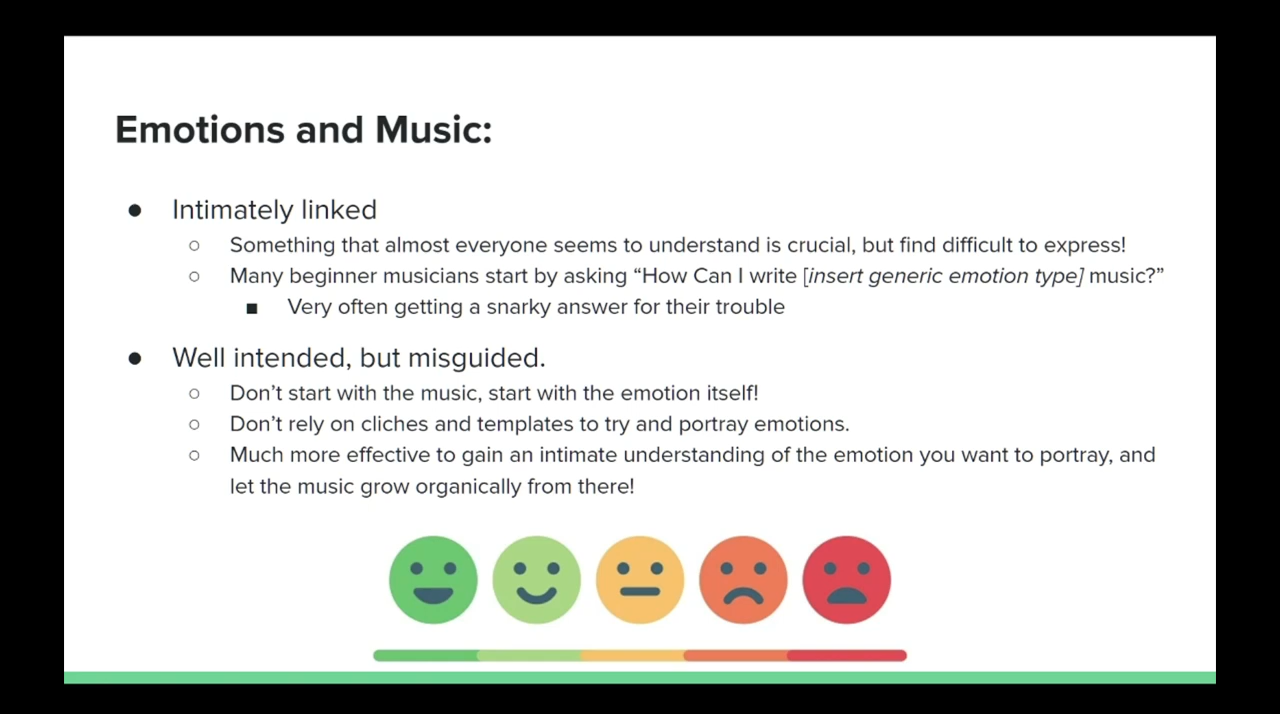 Emotions and Music:
● Intimately linked
○ Something that almost everyone seems to understand is crucial, but find difficult to express!
○ Many beginner musicians start by asking “How Can I write [insert generic emotion type] music?”
■ Very often getting a snarky answer for their trouble
● Well intended, but misguided.
○ Don’t start with the music, start with the emotion itself!
○ Don’t rely on cliches and templates to try and portray emotions.
○ Much more effective to gain an intimate understanding of the emotion you want to portray, and
let the music grow organically from there!